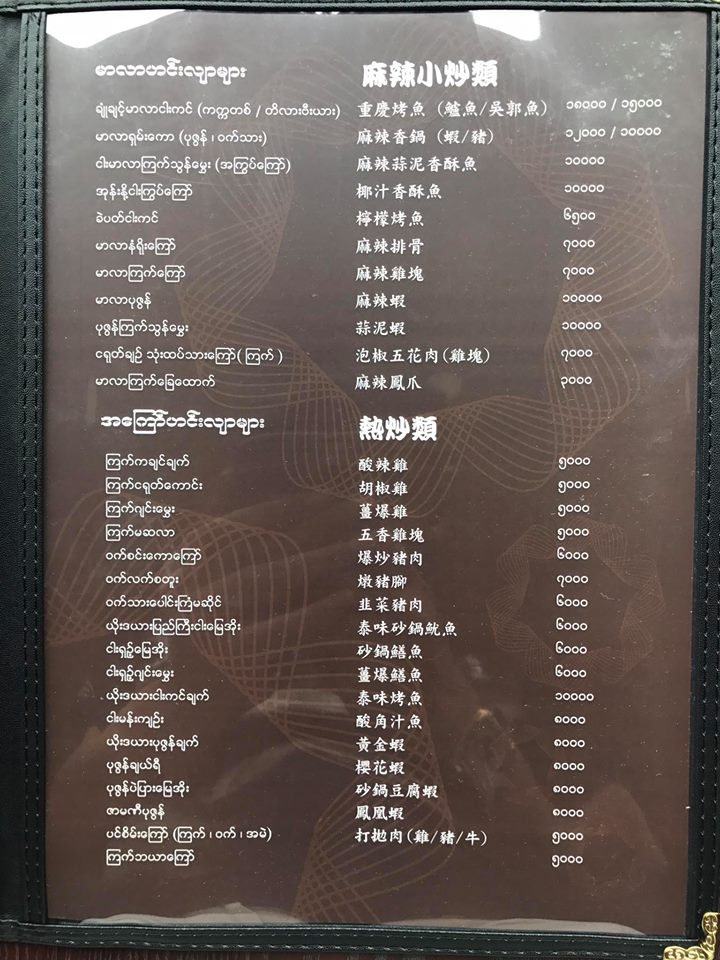 မာလာဟင်းလျာများ 麻辣小炒類
ချုံချင့်မာလာငါးကင် (ကကတစ် / တီလားဗီးယား) 重慶烤魚 (鱸魚/吳郭魚) ၁၈၀၀၀ / ၁၅၀၀၀
မာလာရှမ်းကော (ပုဇွန် ၊ ဝက်သား) 麻辣香鍋 (蝦/豬) ၁၂၀၀၀ / ၁၀၀၀၀
ငါးမာလာကြက်သွန်မွှေး (အကြွပ်ကြော်) 麻辣蒜泥香酥魚 ၁၀၀၀၀
အုန်းနို့ငါးကြွပ်ကြော် 椰汁香酥魚 ၁၀၀၀၀
ခဲပတ်ငါးကင် 檸檬烤魚 ၆၅၀၀
မာလာနံရိုးကြော် 麻辣排骨 ၇၀၀၀
မာလာကြက်ကြော် 麻辣雞塊 ၇၀၀၀
မာလာပုဇွန် 麻辣蝦 ၁၀၀၀၀
ပုဇွန်ကြက်သွန်မွှေး 蒜泥蝦 ၁၀၀၀၀
ငရုတ်ချဉ် သုံးထပ်သားကြော် ( ကြက် ) 泡椒五花肉(雞塊) ၇၀၀၀
မာလာကြက်ခြေထောက် 麻辣鳳爪 ၃၀၀၀
အကြော်ဟင်းလျာများ 熱炒類
ကြက်ကချင်ချက် 酸辣雞 ၅၀၀၀
ကြက်ငရုတ်ကောင်း 胡椒雞 ၅၀၀၀
ကြက်ဂျင်းမွှေး 薑爆雞 ၅၀၀၀
ကြက်မဆလာ 五香雞塊 ၅၀၀၀
ဝက်စင်းကောကြော် 爆炒豬肉 ၆၀၀၀
ဝက်လက်စတူး 燉豬腳 ၇၀၀၀
ဝက်သားပေါင်းကြံမဆိုင် 韭菜豬肉 ၆၀၀၀
ယိုးဒယားပြည်ကြီးငါးမြေအိုး 泰味砂鍋魷魚 ၆၀၀၀
ငါးရှဉ့်မြေအိုး 砂鍋鱔魚 ၆၀၀၀
ငါးရှဉ့်ဂျင်းမွှေး 薑爆鱔魚 ၆၀၀၀
ယိုးဒယားငါးကင်ချက် 泰味烤魚 ၁၀၀၀၀
ငါးမန်းကျဉ်း 酸角汁魚 ၈၀၀၀
ယိုးဒယားပုဇွန်ချက် 黃金蝦 ၈၀၀၀
ပုဇွန်ချယ်ရီ 櫻花蝦 ၈၀၀၀
ပုဇွန်ပဲပြားမြေအိုး 砂鍋豆腐蝦 ၈၀၀၀
ဇာမဏီပုဇွန် 鳳凰蝦 ၈၀၀၀
ပင်စိမ်းကြော် (ကြက် ၊ ဝက် ၊ အမဲ) 打拋肉(雞/豬/牛) ၅၀၀၀
ကြက်ဘယာကြော် ၅၀၀၀